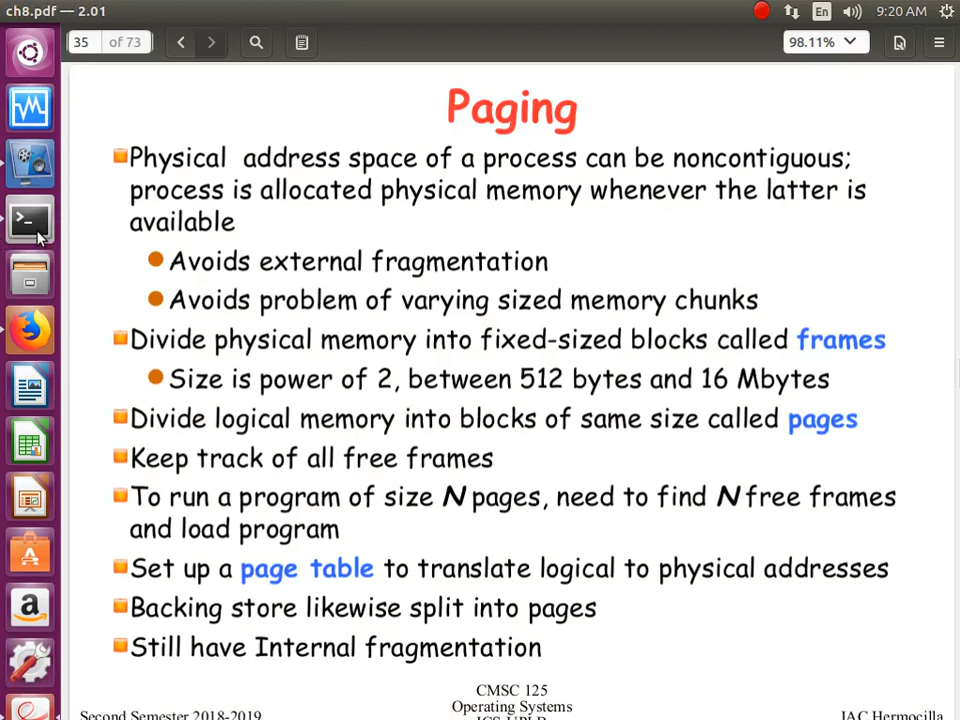 ch8.pdf — 2.01
En
9:20 AM
35 of 73
98.11%
Paging
Physical address space of a process can be noncontiguous;
process is allocated physical memory whenever the latter is
available
Avoids external fragmentation
Avoids problem of varying sized memory chunks
Divide physical memory into fixed-sized blocks called frames
Size is power of 2, between 512 bytes and 16 Mbytes
Divide logical memory into blocks of same size called pages
Keep track of all free frames
To run a program of size N pages, need to find N free frames
and load program
Set up a page table to translate logical to physical addresses
Backing store likewise split into pages
Still have Internal fragmentation
CMSC 125
Operating Systems
ICS-UPLB
Second Semester 2018-2019
JAC Hermocilla